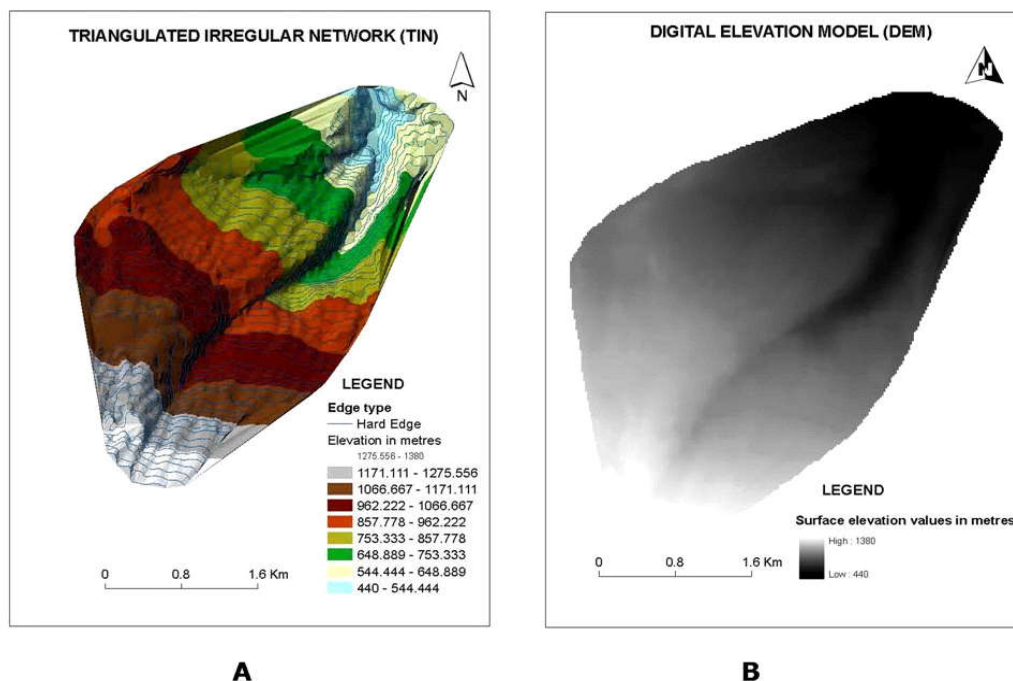 TRIANGULATED IRREGULAR NETWORK (TIN)
N
LEGEND
Edge type
Hard Edge
Elevation in metres
1275.556 - 1380
1171.111 - 1275.556
1066.667 - 1171.111
962.222 - 1066.667
857.778 - 962.222
753.333 - 857.778
648.889 - 753.333
544.444 - 648.889
440 - 544.444
0 0.8 1.6 Km
A
DIGITAL ELEVATION MODEL (DEM)
N
LEGEND
Surface elevation values in metres
High : 1380
Low : 440
0 0.8 1.6 Km
B